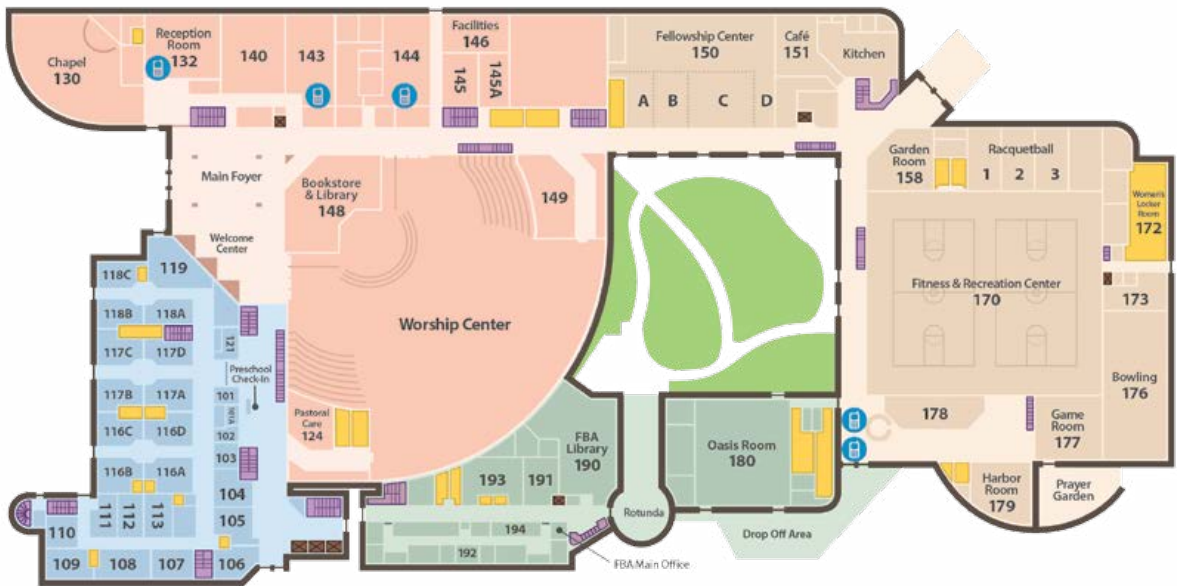 Chapel
130
Reception
Room
132
140
143
144
Facilities
146
145
145A
Fellowship Center
150
A
B
C
D
Café
151
Kitchen
Main Foyer
Bookstore
& Library
148
149
Welcome
Center
Worship Center
Pastoral
Care
124
Garden
Room
158
Racquetball
1
2
3
Women's
Locker
Room
172
Fitness & Recreation Center
170
173
Bowling
176
178
Game
Room
177
Harbor
Room
179
Prayer
Garden
118C
119
118B
118A
117C
117D
121
Preschool
Check-In
117B
117A
101
101A
116C
116D
102
103
116B
116A
104
111
112
113
105
110
109
108
107
106
FBA
Library
190
193
191
194
192
FBA Main Office
Rotunda
Oasis Room
180
Drop Off Area